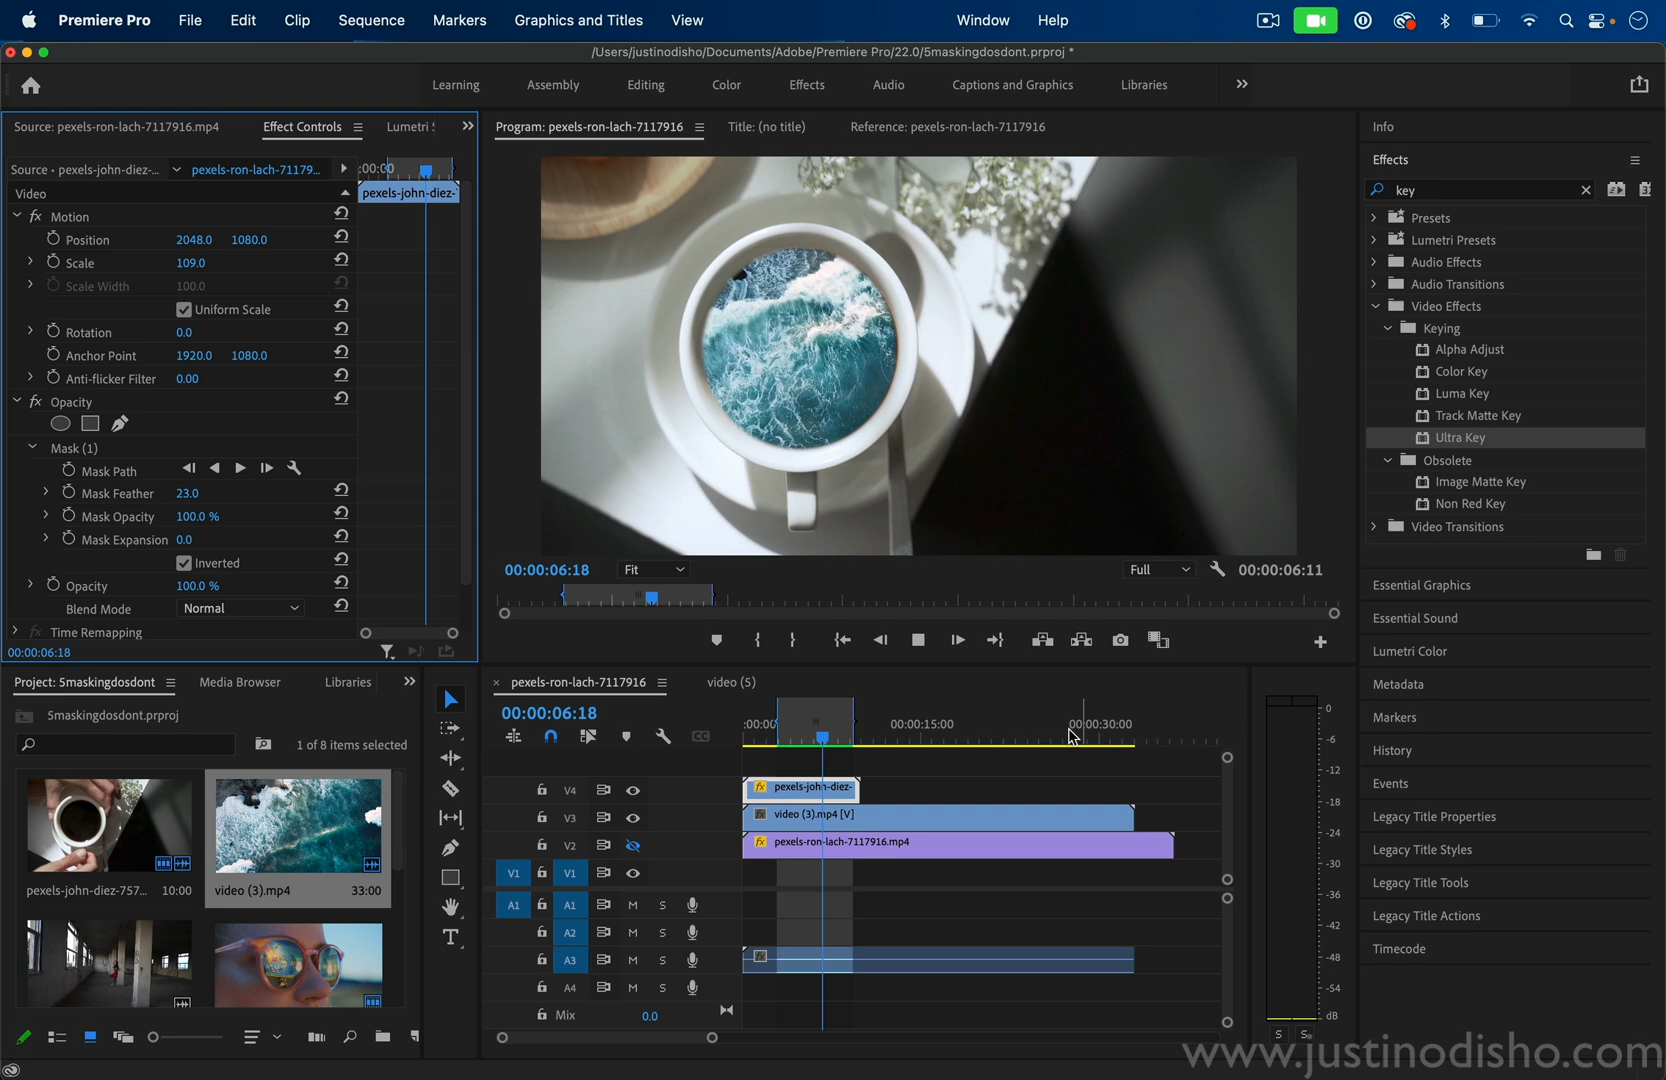 Premiere Pro File Edit Clip Sequence Markers Graphics and Titles View Window Help
/Users/justinodisho/Documents/Adobe/Premiere Pro/22.0/5maskingdosdont.prproj *
Learning Assembly Editing Color Effects Audio Captions and Graphics Libraries
Source: pexels-ron-lach-7117916.mp4 Effect Controls Lumetri
Source • pexels-john-diez-... pexels-ron-lach-71179... :00:00
Video pexels-john-diez-
Motion
Position 2048.0 1080.0
Scale 109.0
Scale Width 100.0
Uniform Scale
Rotation 0.0
Anchor Point 1920.0 1080.0
Anti-flicker Filter 0.00
Opacity
Mask (1)
Mask Path
Mask Feather 23.0
Mask Opacity 100.0 %
Mask Expansion 0.0
Inverted
Opacity 100.0 %
Blend Mode Normal
Time Remapping
00:00:06:18
Program: pexels-ron-lach-7117916 Title: (no title) Reference: pexels-ron-lach-7117916
00:00:06:18 Fit Full 00:00:06:11
Info
Effects
key
Presets
Lumetri Presets
Audio Effects
Audio Transitions
Video Effects
Keying
Alpha Adjust
Color Key
Luma Key
Track Matte Key
Ultra Key
Obsolete
Image Matte Key
Non Red Key
Video Transitions
Essential Graphics
Essential Sound
Lumetri Color
Metadata
Markers
History
Events
Legacy Title Properties
Legacy Title Styles
Legacy Title Tools
Legacy Title Actions
Timecode
Project: 5maskingdosdont Media Browser Libraries
5maskingdosdont.prproj
1 of 8 items selected
pexels-john-diez-757... 10:00
video (3).mp4 33:00
pexels-ron-lach-7117916 video (5)
00:00:06:18
:00:00 00:00:15:00 00:00:30:00
V4 pexels-john-diez-
V3 video (3).mp4 [V]
V2 pexels-ron-lach-7117916.mp4
V1 V1
A1 A1 M S
A2 M S
A3 M S
A4 M S
Mix 0.0
0
-6
-12
-18
-24
-30
-36
-42
-48
-54
dB
S S
www.justinodisho.com